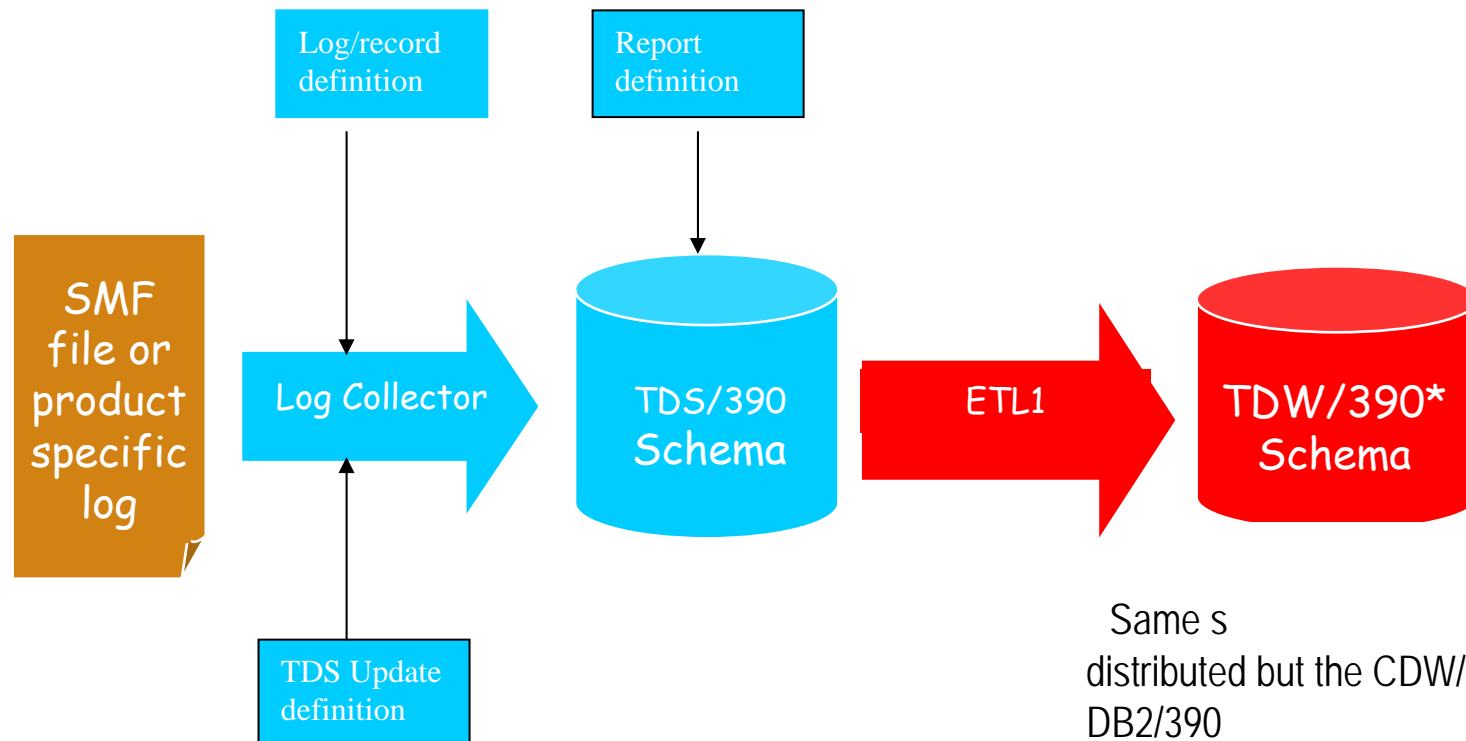 Log/record
definition
Report
definition
SMF
file or
product
specific
log
Log Collector
TDS/390
Schema
ETL1
TDW/390*
Schema
TDS Update
definition
Same s
distributed but the CDW/
DB2/390